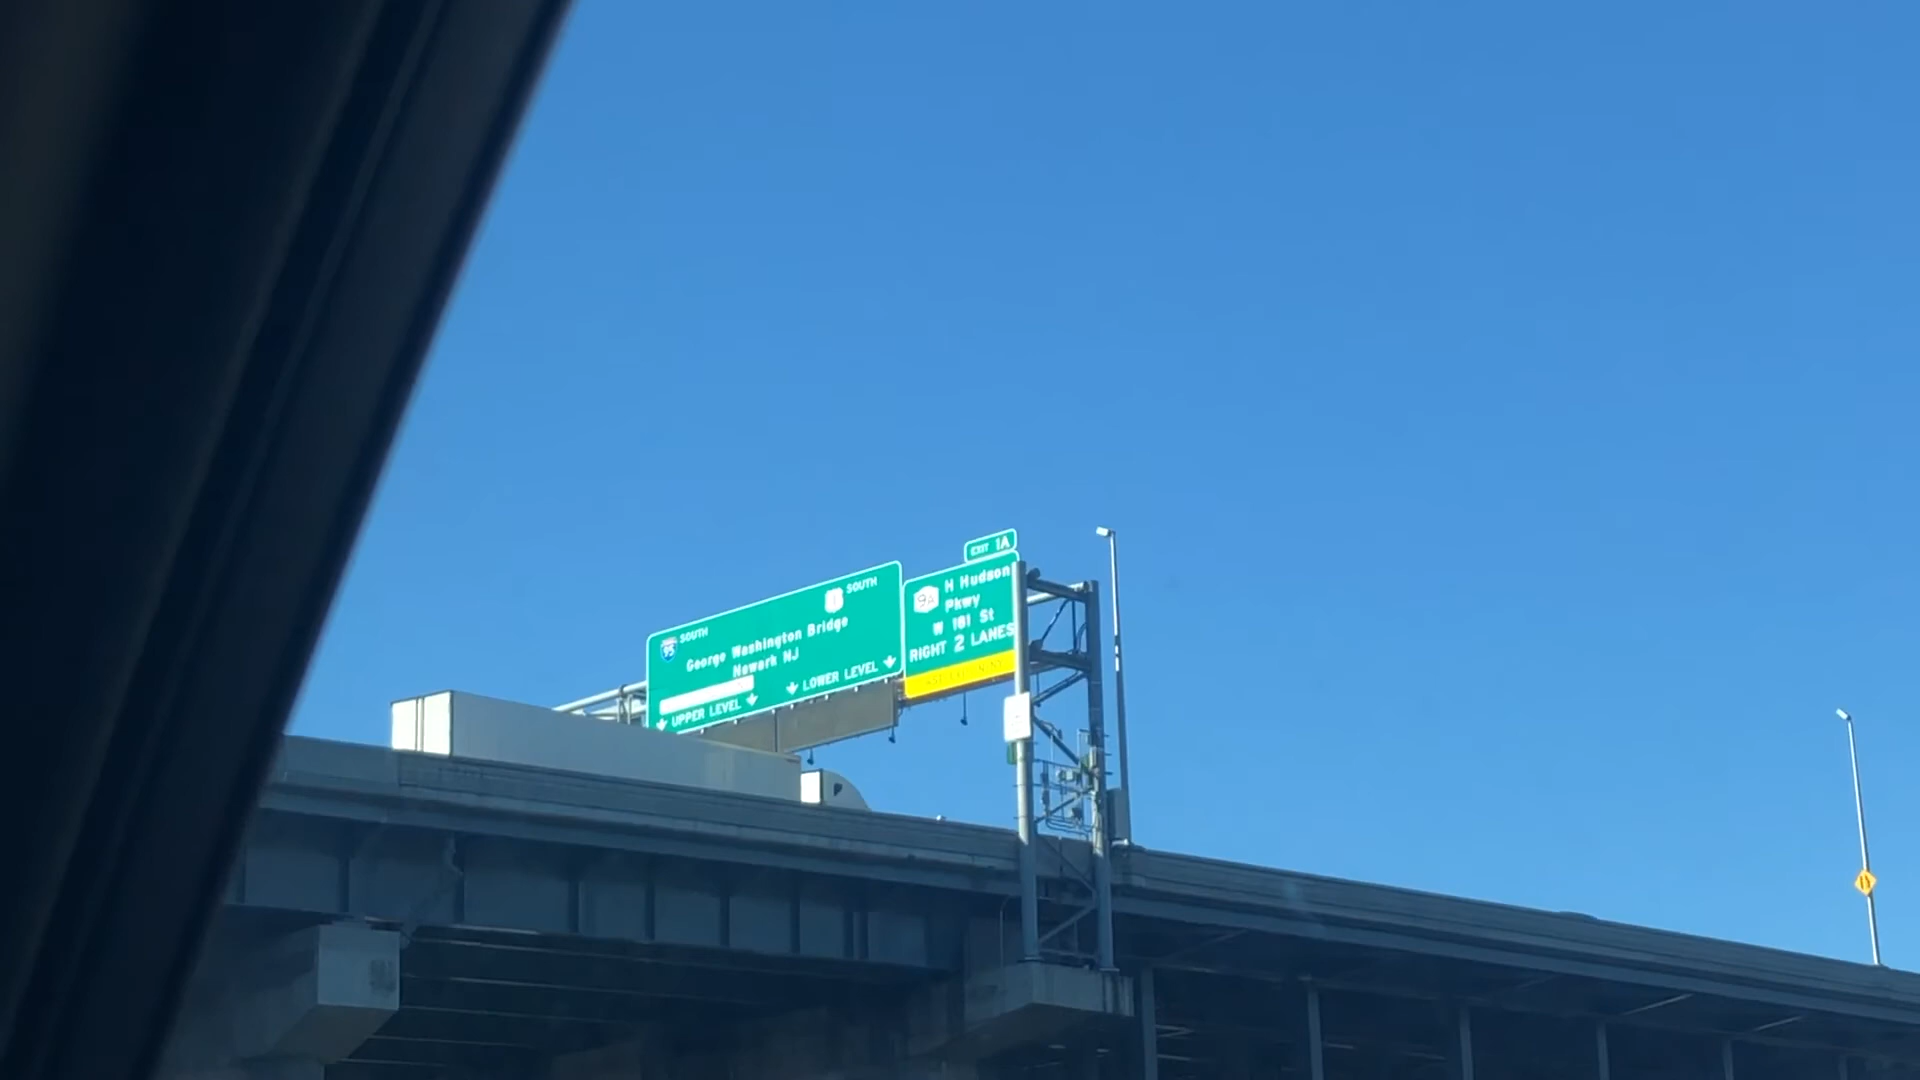 EXIT 1A
1 SOUTH
95 SOUTH
George Washington Bridge
Newark NJ
UPPER LEVEL
LOWER LEVEL
9A H Hudson
Pkwy
W 181 St
RIGHT 2 LANES